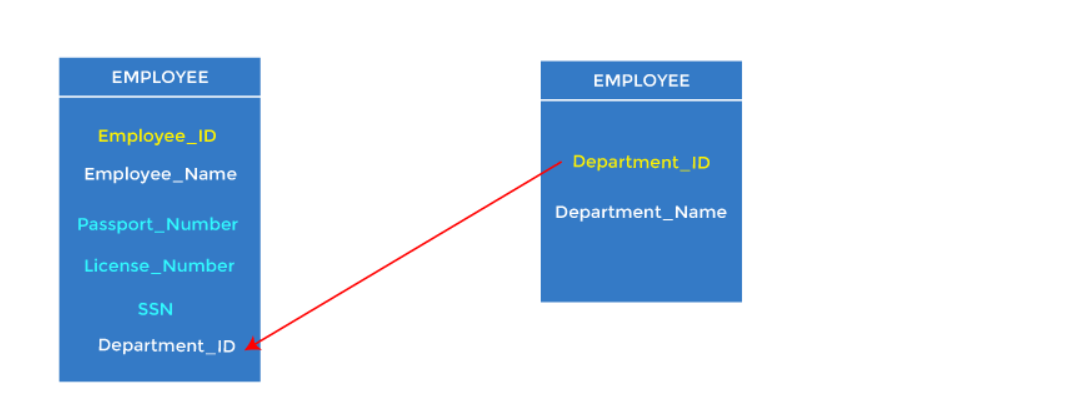 EMPLOYEE
Employee_ID
Employee_Name
Passport_Number
License_Number
SSN
Department_ID
EMPLOYEE
Department_ID
Department_Name